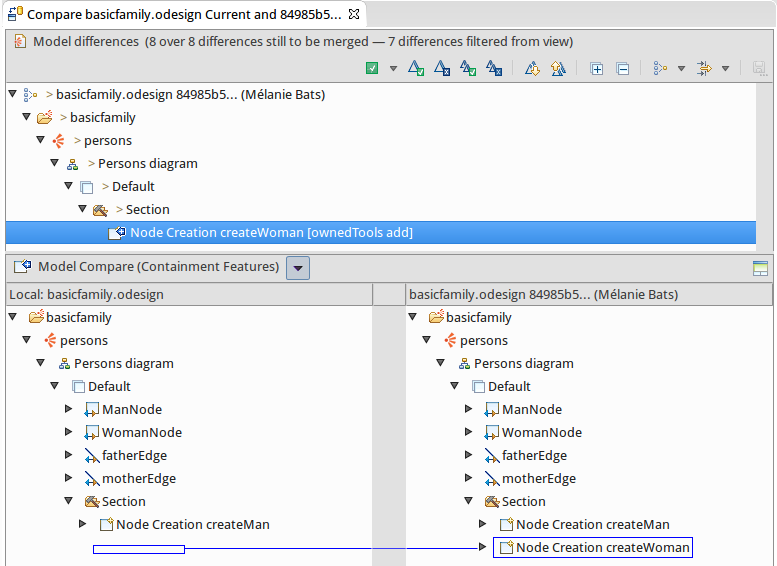 Compare basicfamily.odesign Current and 84985b5...
Model differences (8 over 8 differences still to be merged — 7 differences filtered from view)
> basicfamily.odesign 84985b5... (Mélanie Bats)
> basicfamily
> persons
> Persons diagram
> Default
> Section
Node Creation createWoman [ownedTools add]
Model Compare (Containment Features)
Local: basicfamily.odesign
basicfamily
persons
Persons diagram
Default
ManNode
WomanNode
fatherEdge
motherEdge
Section
Node Creation createMan
basicfamily.odesign 84985b5... (Mélanie Bats)
basicfamily
persons
Persons diagram
Default
ManNode
WomanNode
fatherEdge
motherEdge
Section
Node Creation createMan
Node Creation createWoman